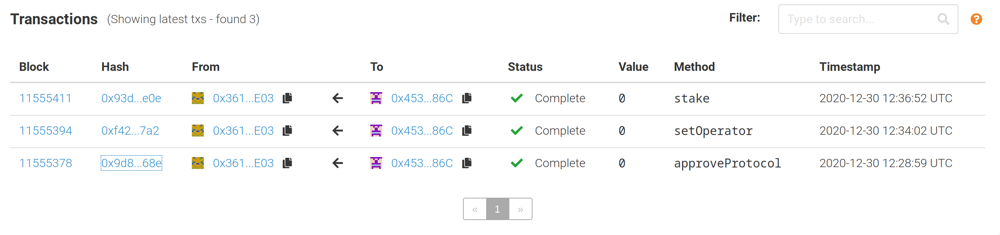 Transactions (Showing latest txs - found 3) Filter: Type to search...
Block Hash From To Status Value Method Timestamp
11555411 0x93d...e0e 0x361...E03 0x453...86C Complete 0 stake 2020-12-30 12:36:52 UTC
11555394 0xf42...7a2 0x361...E03 0x453...86C Complete 0 setOperator 2020-12-30 12:34:02 UTC
11555378 0x9d8...68e 0x361...E03 0x453...86C Complete 0 approveProtocol 2020-12-30 12:28:59 UTC
« 1 »